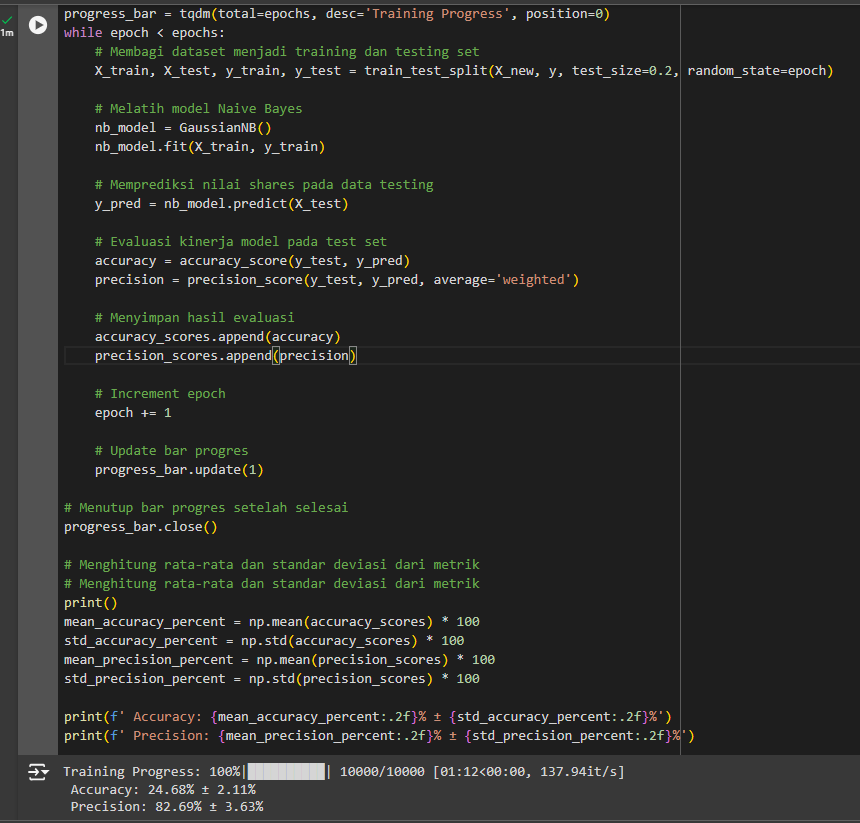 progress_bar = tqdm(total=epochs, desc='Training Progress', position=0)
1m
while epoch < epochs:
# Membagi dataset menjadi training dan testing set
X_train, X_test, y_train, y_test = train_test_split(X_new, y, test_size=0.2, random_state=epoch)
# Melatih model Naive Bayes
nb_model = GaussianNB()
nb_model.fit(X_train, y_train)
# Memprediksi nilai shares pada data testing
y_pred = nb_model.predict(X_test)
# Evaluasi kinerja model pada test set
accuracy = accuracy_score(y_test, y_pred)
precision = precision_score(y_test, y_pred, average='weighted')
# Menyimpan hasil evaluasi
accuracy_scores.append(accuracy)
precision_scores.append(precision)
# Increment epoch
epoch += 1
# Update bar progres
progress_bar.update(1)
# Menutup bar progres setelah selesai
progress_bar.close()
# Menghitung rata-rata dan standar deviasi dari metrik
# Menghitung rata-rata dan standar deviasi dari metrik
print()
mean_accuracy_percent = np.mean(accuracy_scores) * 100
std_accuracy_percent = np.std(accuracy_scores) * 100
mean_precision_percent = np.mean(precision_scores) * 100
std_precision_percent = np.std(precision_scores) * 100
print(f' Accuracy: {mean_accuracy_percent:.2f}% ± {std_accuracy_percent:.2f}%')
print(f' Precision: {mean_precision_percent:.2f}% ± {std_precision_percent:.2f}%')
Training Progress: 100%|██████████| 10000/10000 [01:12<00:00, 137.94it/s]
Accuracy: 24.68% ± 2.11%
Precision: 82.69% ± 3.63%